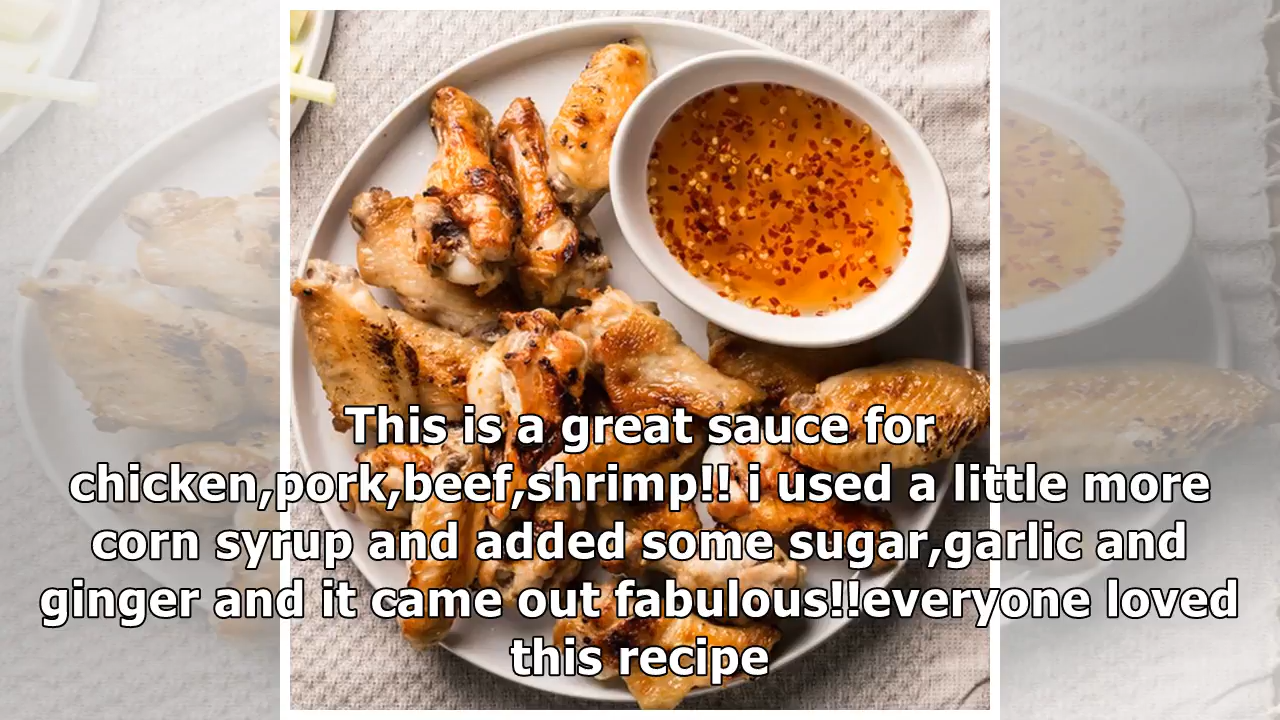 This is a great sauce for
chicken,pork,beef,shrimp!! i used a little more
corn syrup and added some sugar,garlic and
ginger and it came out fabulous!!everyone loved
this recipe